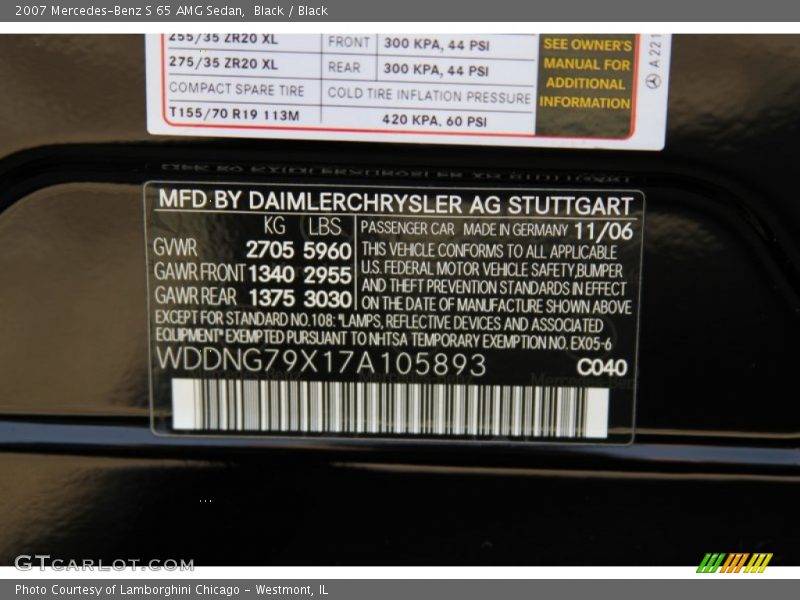 2007 Mercedes-Benz S 65 AMG Sedan, Black / Black
255/35 ZR20 XL FRONT 300 KPA, 44 PSI
275/35 ZR20 XL REAR 300 KPA, 44 PSI
COMPACT SPARE TIRE COLD TIRE INFLATION PRESSURE
T155/70 R19 113M 420 KPA, 60 PSI
SEE OWNER'S
MANUAL FOR
ADDITIONAL
INFORMATION
A 221
MFD BY DAIMLERCHRYSLER AG STUTTGART
KG LBS
GVWR 2705 5960
GAWR FRONT 1340 2955
GAWR REAR 1375 3030
PASSENGER CAR MADE IN GERMANY 11/06
THIS VEHICLE CONFORMS TO ALL APPLICABLE
U.S. FEDERAL MOTOR VEHICLE SAFETY,BUMPER
AND THEFT PREVENTION STANDARDS IN EFFECT
ON THE DATE OF MANUFACTURE SHOWN ABOVE
EXCEPT FOR STANDARD NO.108: "LAMPS, REFLECTIVE DEVICES AND ASSOCIATED
EQUIPMENT" EXEMPTED PURSUANT TO NHTSA TEMPORARY EXEMPTION NO. EX05-6
WDDNG79X17A105893 C040
GTCARLOT.COM
Photo Courtesy of Lamborghini Chicago - Westmont, IL